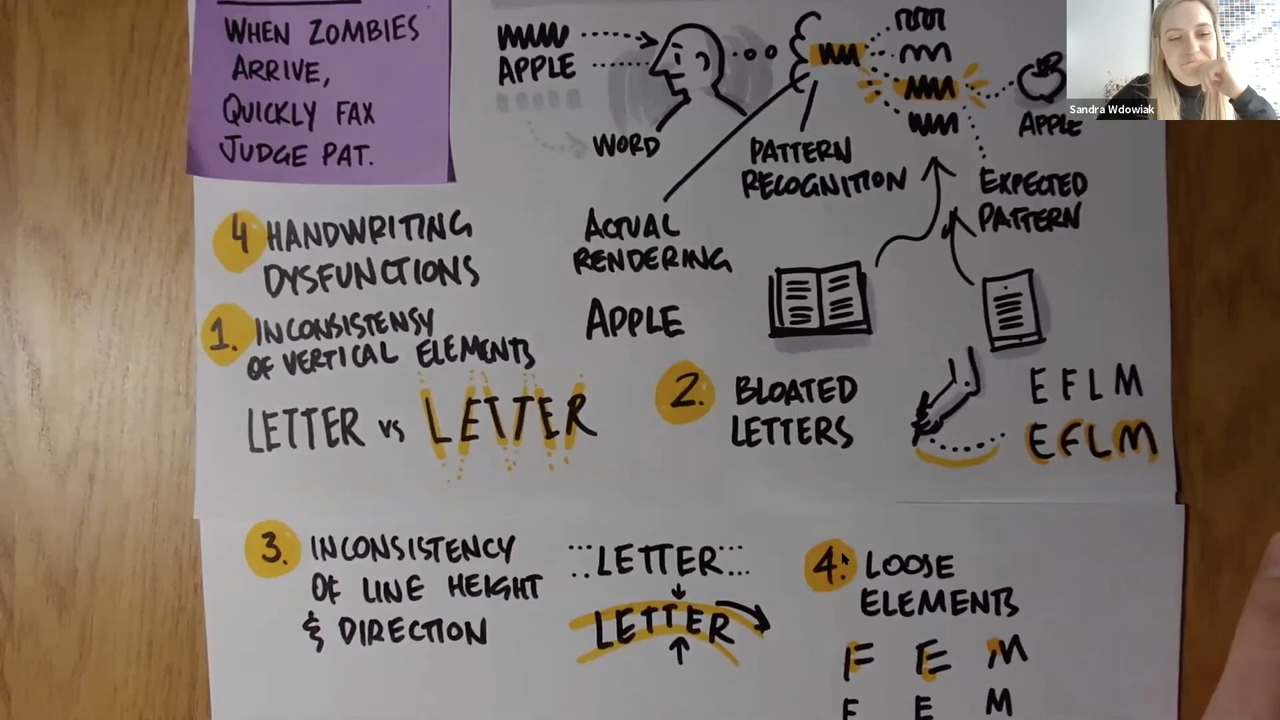 WHEN ZOMBIES
ARRIVE,
QUICKLY FAX
JUDGE PAT.
APPLE
WORD
PATTERN
RECOGNITION
APPLE
EXPECTED
PATTERN
Sandra Wdowiak
4 HANDWRITING
DYSFUNCTIONS
ACTUAL
RENDERING
APPLE
1. INCONSISTENSY
OF VERTICAL ELEMENTS
LETTER vs LETTER
2. BLOATED
LETTERS
E F L M
E F L M
3. INCONSISTENCY
OF LINE HEIGHT
& DIRECTION
LETTER
LETTER
4. LOOSE
ELEMENTS
F E M
F E M